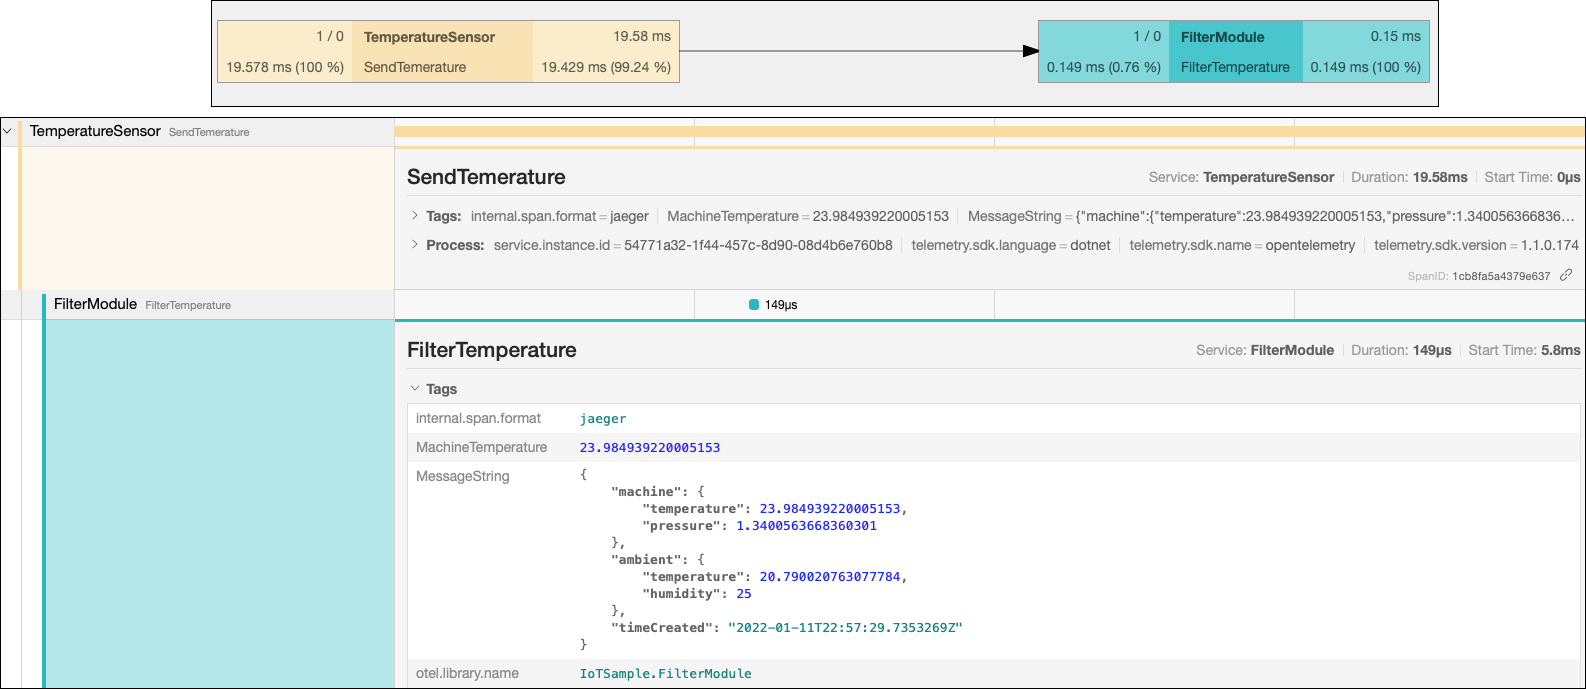 1 / 0 TemperatureSensor 19.58 ms
19.578 ms (100 %) SendTemerature 19.429 ms (99.24 %)
1 / 0 FilterModule 0.15 ms
0.149 ms (0.76 %) FilterTemperature 0.149 ms (100 %)
TemperatureSensor SendTemerature
SendTemerature Service: TemperatureSensor Duration: 19.58ms Start Time: 0μs
Tags: internal.span.format = jaeger MachineTemperature = 23.984939220005153 MessageString = {"machine":{"temperature":23.984939220005153,"pressure":1.340056366836...
Process: service.instance.id = 54771a32-1f44-457c-8d90-08d4b6e760b8 telemetry.sdk.language = dotnet telemetry.sdk.name = opentelemetry telemetry.sdk.version = 1.1.0.174
SpanID: 1cb8fa5a4379e637
FilterModule FilterTemperature 149μs
FilterTemperature Service: FilterModule Duration: 149μs Start Time: 5.8ms
Tags
internal.span.format jaeger
MachineTemperature 23.984939220005153
MessageString {
"machine": {
"temperature": 23.984939220005153,
"pressure": 1.3400563668360301
},
"ambient": {
"temperature": 20.790020763077784,
"humidity": 25
},
"timeCreated": "2022-01-11T22:57:29.7353269Z"
}
otel.library.name IoTSample.FilterModule